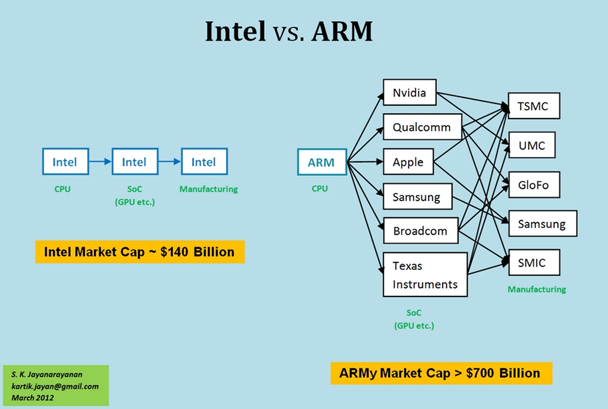 Intel vs. ARM
Intel
Intel
Intel
CPU
SoC
(GPU etc.)
Manufacturing
Intel Market Cap ~ $140 Billion
ARM
CPU
Nvidia
Qualcomm
Apple
Samsung
Broadcom
Texas
Instruments
SoC
(GPU etc.)
TSMC
UMC
GloFo
Samsung
SMIC
Manufacturing
ARMy Market Cap > $700 Billion
S. K. Jayanarayanan
kartik.jayan@gmail.com
March 2012